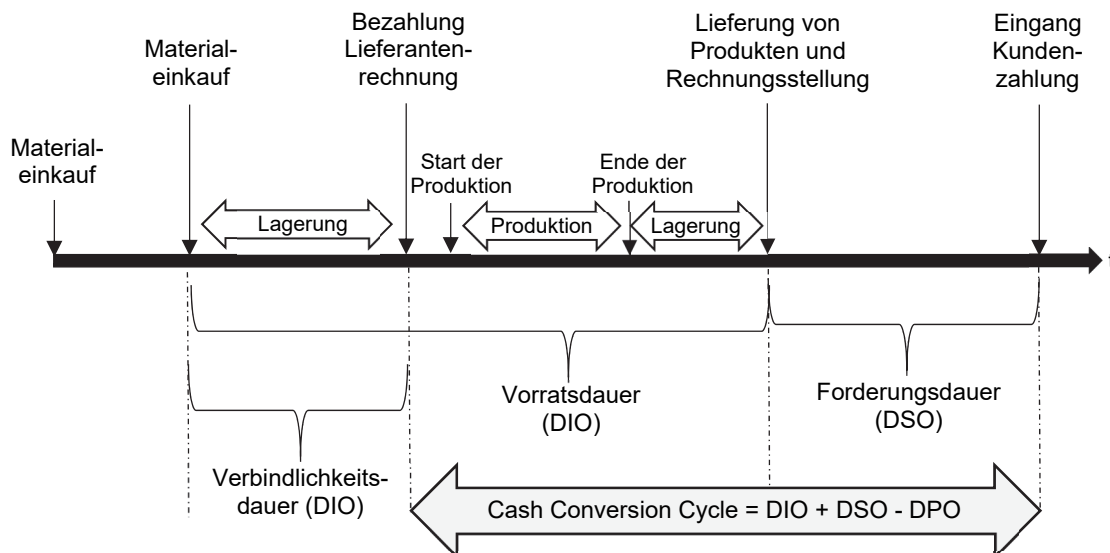 Material-
einkauf
Material-
einkauf
Bezahlung
Lieferanten-
rechnung
Start der
Produktion
Ende der
Produktion
Lieferung von
Produkten und
Rechnungsstellung
Eingang
Kunden-
zahlung
Lagerung
Produktion
Lagerung
Vorratsdauer
(DIO)
Forderungsdauer
(DSO)
Verbindlichkeits-
dauer (DIO)
Cash Conversion Cycle = DIO + DSO - DPO